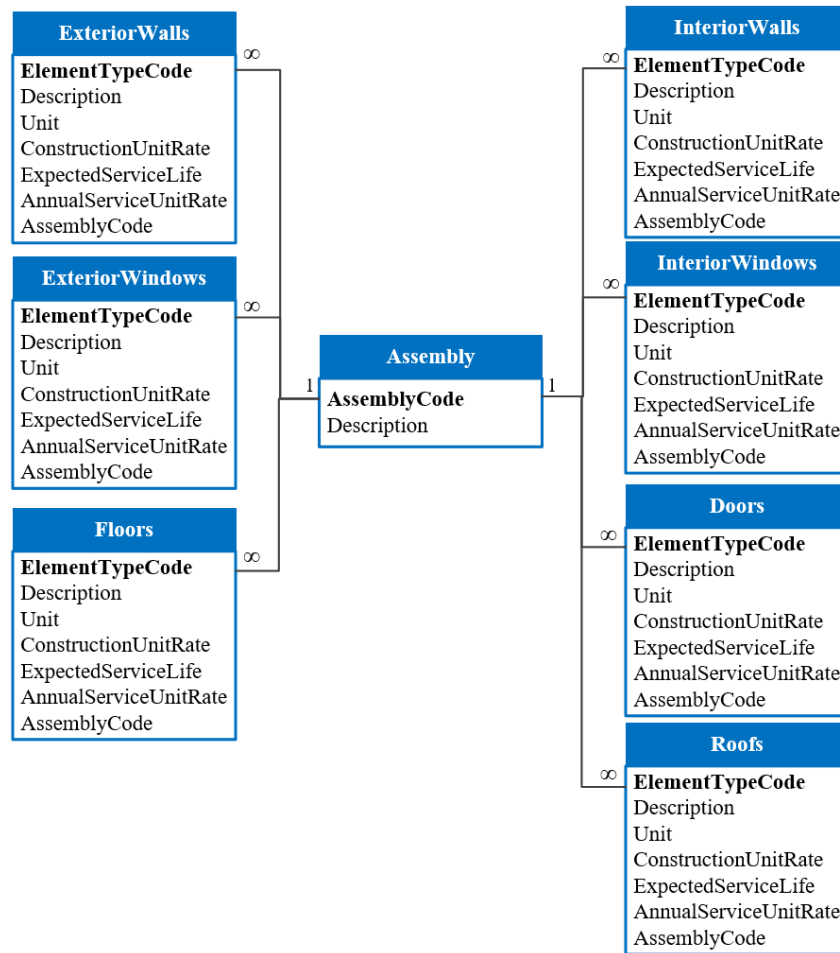 ExteriorWalls
∞
ElementTypeCode
Description
Unit
ConstructionUnitRate
ExpectedServiceLife
AnnualServiceUnitRate
AssemblyCode
ExteriorWindows
∞
ElementTypeCode
Description
Unit
ConstructionUnitRate
ExpectedServiceLife
AnnualServiceUnitRate
AssemblyCode
Floors
∞
ElementTypeCode
Description
Unit
ConstructionUnitRate
ExpectedServiceLife
AnnualServiceUnitRate
AssemblyCode
Assembly
1
1
AssemblyCode
Description
InteriorWalls
∞
ElementTypeCode
Description
Unit
ConstructionUnitRate
ExpectedServiceLife
AnnualServiceUnitRate
AssemblyCode
InteriorWindows
∞
ElementTypeCode
Description
Unit
ConstructionUnitRate
ExpectedServiceLife
AnnualServiceUnitRate
AssemblyCode
Doors
∞
ElementTypeCode
Description
Unit
ConstructionUnitRate
ExpectedServiceLife
AnnualServiceUnitRate
AssemblyCode
Roofs
∞
ElementTypeCode
Description
Unit
ConstructionUnitRate
ExpectedServiceLife
AnnualServiceUnitRate
AssemblyCode